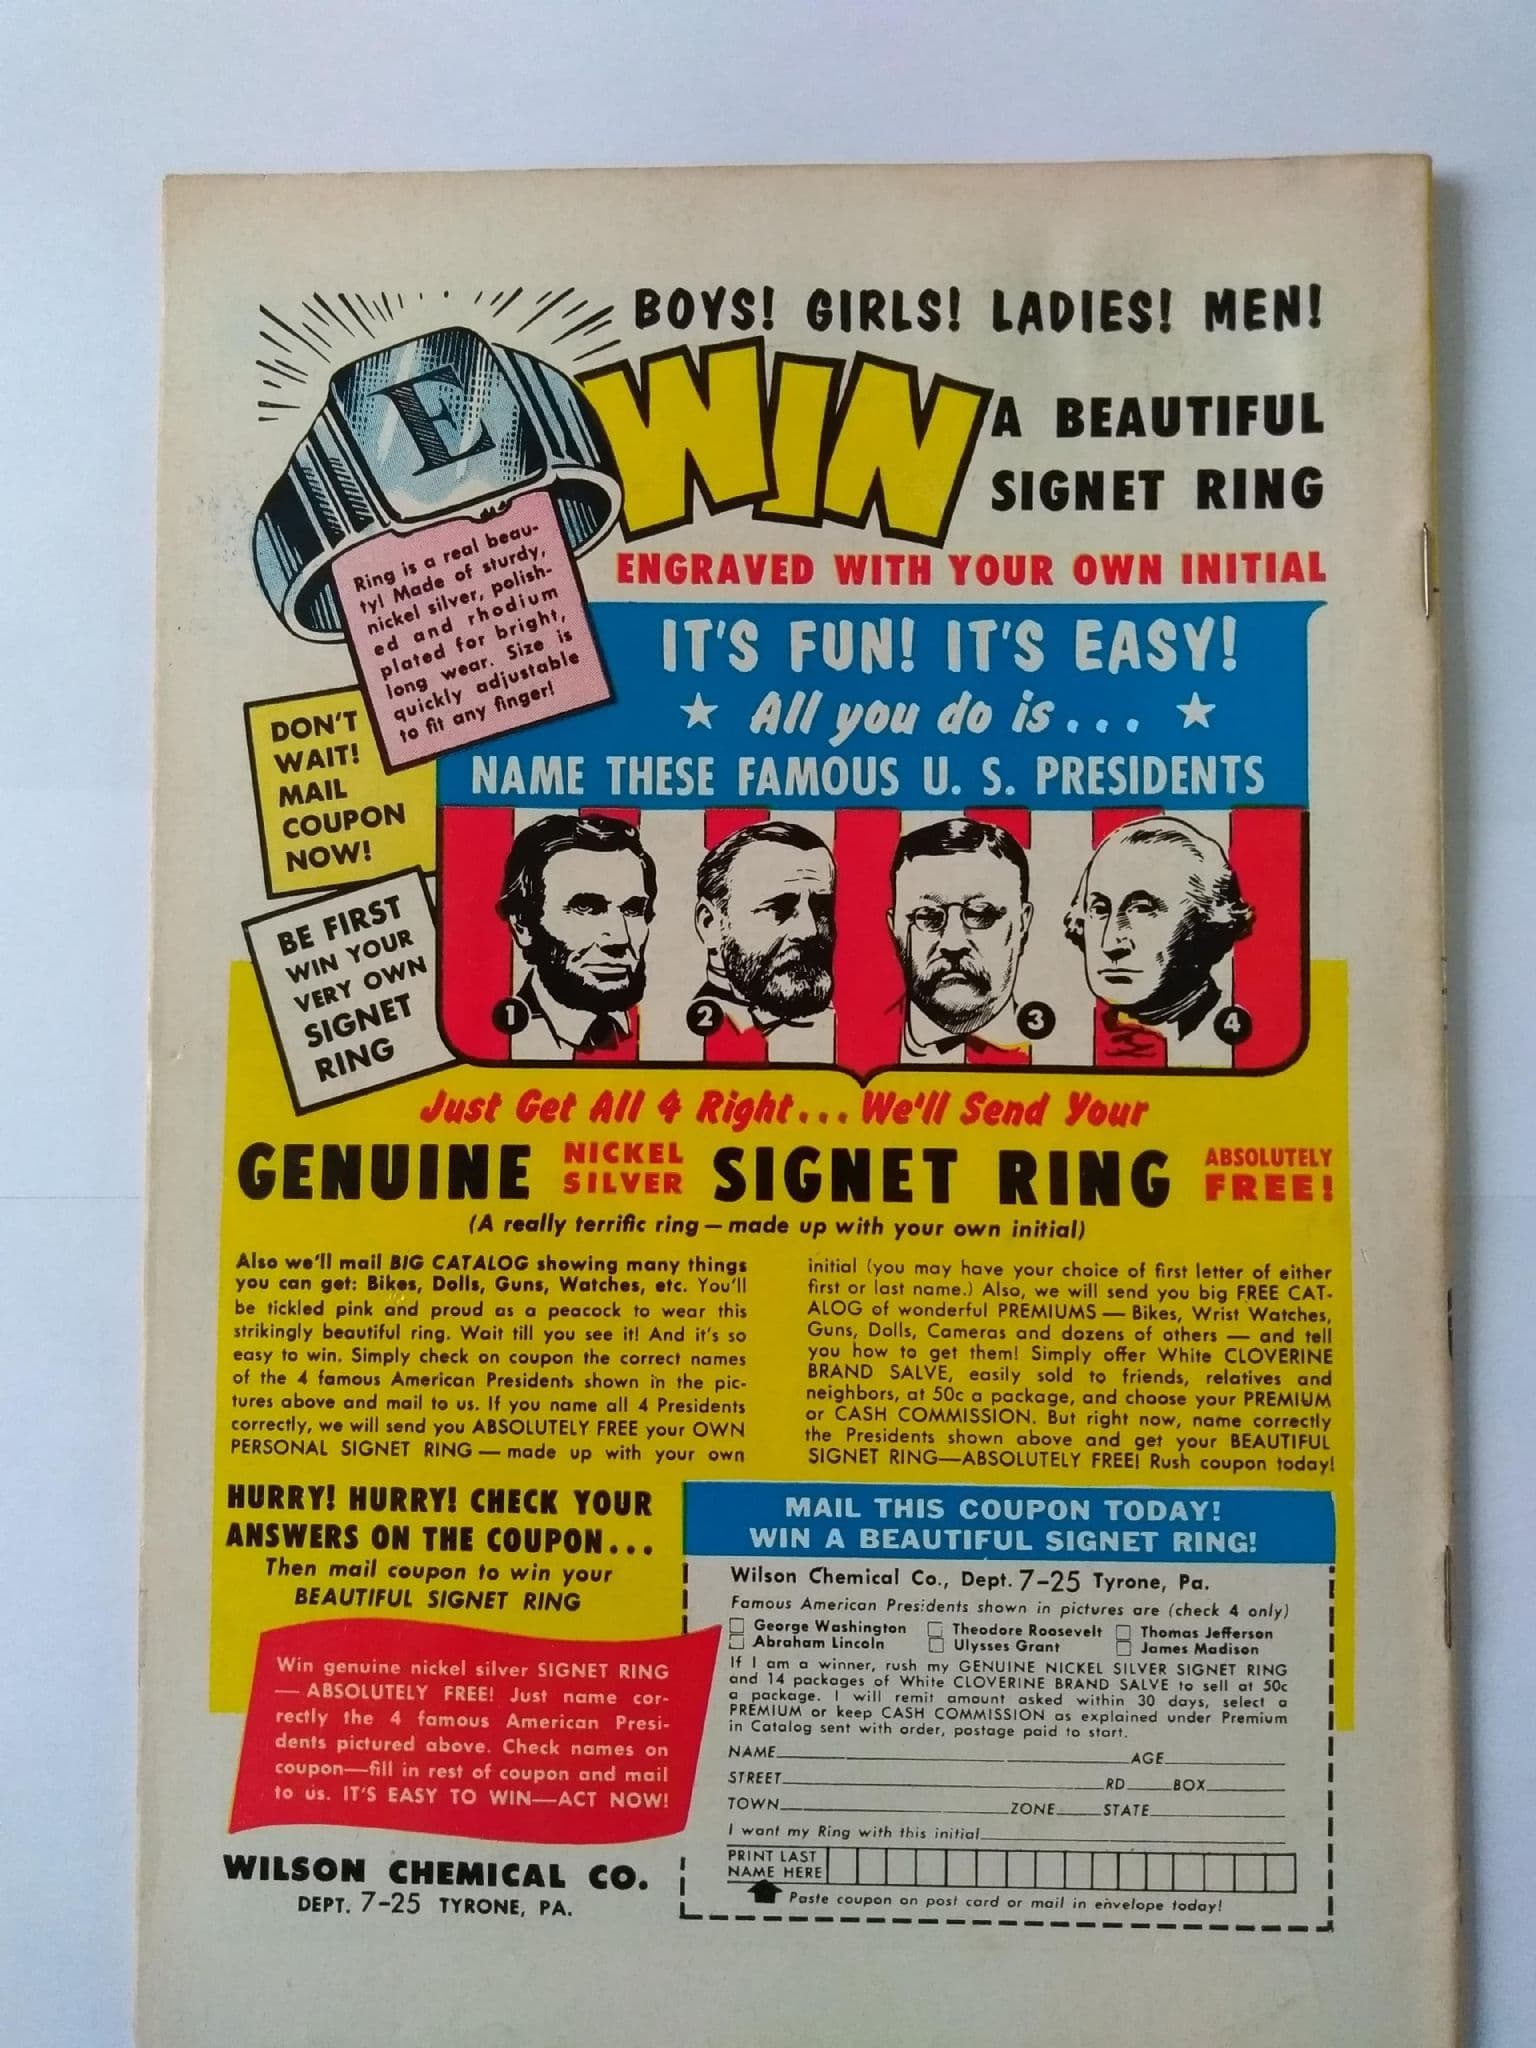 BOYS! GIRLS! LADIES! MEN!
WIN
A BEAUTIFUL
SIGNET RING
ENGRAVED WITH YOUR OWN INITIAL
E
Ring is a real beau-
ty! Made of sturdy,
nickel silver, polish-
ed and rhodium
plated for bright,
long wear. Size is
quickly adjustable
to fit any finger!
DON'T
WAIT!
MAIL
COUPON
NOW!
BE FIRST
WIN YOUR
VERY OWN
SIGNET
RING
IT'S FUN! IT'S EASY!
All you do is...
NAME THESE FAMOUS U. S. PRESIDENTS
1 2 3 4
Just Get All 4 Right... We'll Send Your
GENUINE NICKEL SILVER SIGNET RING ABSOLUTELY FREE!
(A really terrific ring — made up with your own initial)
Also we'll mail BIG CATALOG showing many things
you can get: Bikes, Dolls, Guns, Watches, etc. You'll
be tickled pink and proud as a peacock to wear this
strikingly beautiful ring. Wait till you see it! And it's so
easy to win. Simply check on coupon the correct names
of the 4 famous American Presidents shown in the pic-
tures above and mail to us. If you name all 4 Presidents
correctly, we will send you ABSOLUTELY FREE your OWN
PERSONAL SIGNET RING — made up with your own
initial (you may have your choice of first letter of either
first or last name.) Also, we will send you big FREE CAT-
ALOG of wonderful PREMIUMS — Bikes, Wrist Watches,
Guns, Dolls, Cameras and dozens of others — and tell
you how to get them! Simply offer White CLOVERINE
BRAND SALVE, easily sold to friends, relatives and
neighbors, at 50c a package, and choose your PREMIUM
or CASH COMMISSION. But right now, name correctly
the Presidents shown above and get your BEAUTIFUL
SIGNET RING—ABSOLUTELY FREE! Rush coupon today!
HURRY! HURRY! CHECK YOUR
ANSWERS ON THE COUPON...
Then mail coupon to win your
BEAUTIFUL SIGNET RING
Win genuine nickel silver SIGNET RING
— ABSOLUTELY FREE! Just name cor-
rectly the 4 famous American Presi-
dents pictured above. Check names on
coupon—fill in rest of coupon and mail
to us. IT'S EASY TO WIN—ACT NOW!
WILSON CHEMICAL CO.
DEPT. 7-25 TYRONE, PA.
MAIL THIS COUPON TODAY!
WIN A BEAUTIFUL SIGNET RING!
Wilson Chemical Co., Dept. 7-25 Tyrone, Pa.
Famous American Presidents shown in pictures are (check 4 only)
George Washington Theodore Roosevelt Thomas Jefferson
Abraham Lincoln Ulysses Grant James Madison
If I am a winner, rush my GENUINE NICKEL SILVER SIGNET RING
and 14 packages of White CLOVERINE BRAND SALVE to sell at 50c
a package. I will remit amount asked within 30 days, select a
PREMIUM or keep CASH COMMISSION as explained under Premium
in Catalog sent with order, postage paid to start.
NAME AGE
STREET RD BOX
TOWN ZONE STATE
I want my Ring with this initial
PRINT LAST
NAME HERE
Paste coupon on post card or mail in envelope today!